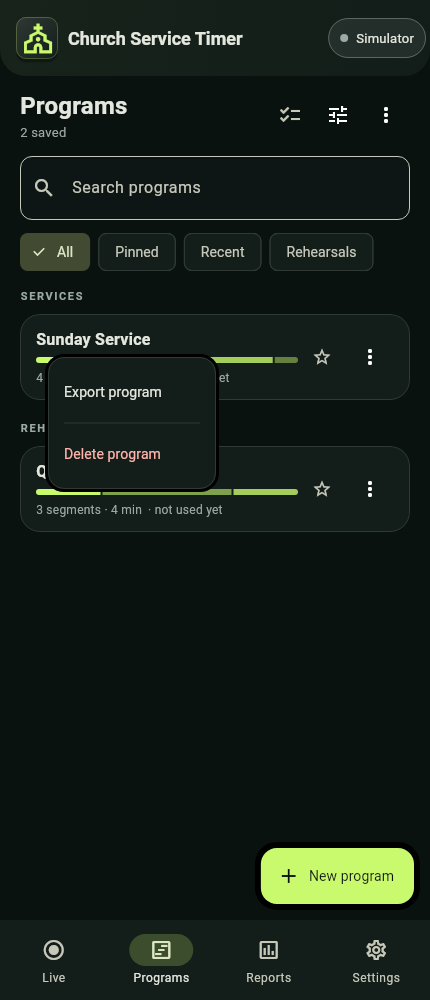 Church Service Timer
Simulator
Programs
2 saved
Search programs
All
Pinned
Recent
Rehearsals
SERVICES
Sunday Service
4
Export program
Delete program
3 segments · 4 min · not used yet
New program
Live
Programs
Reports
Settings